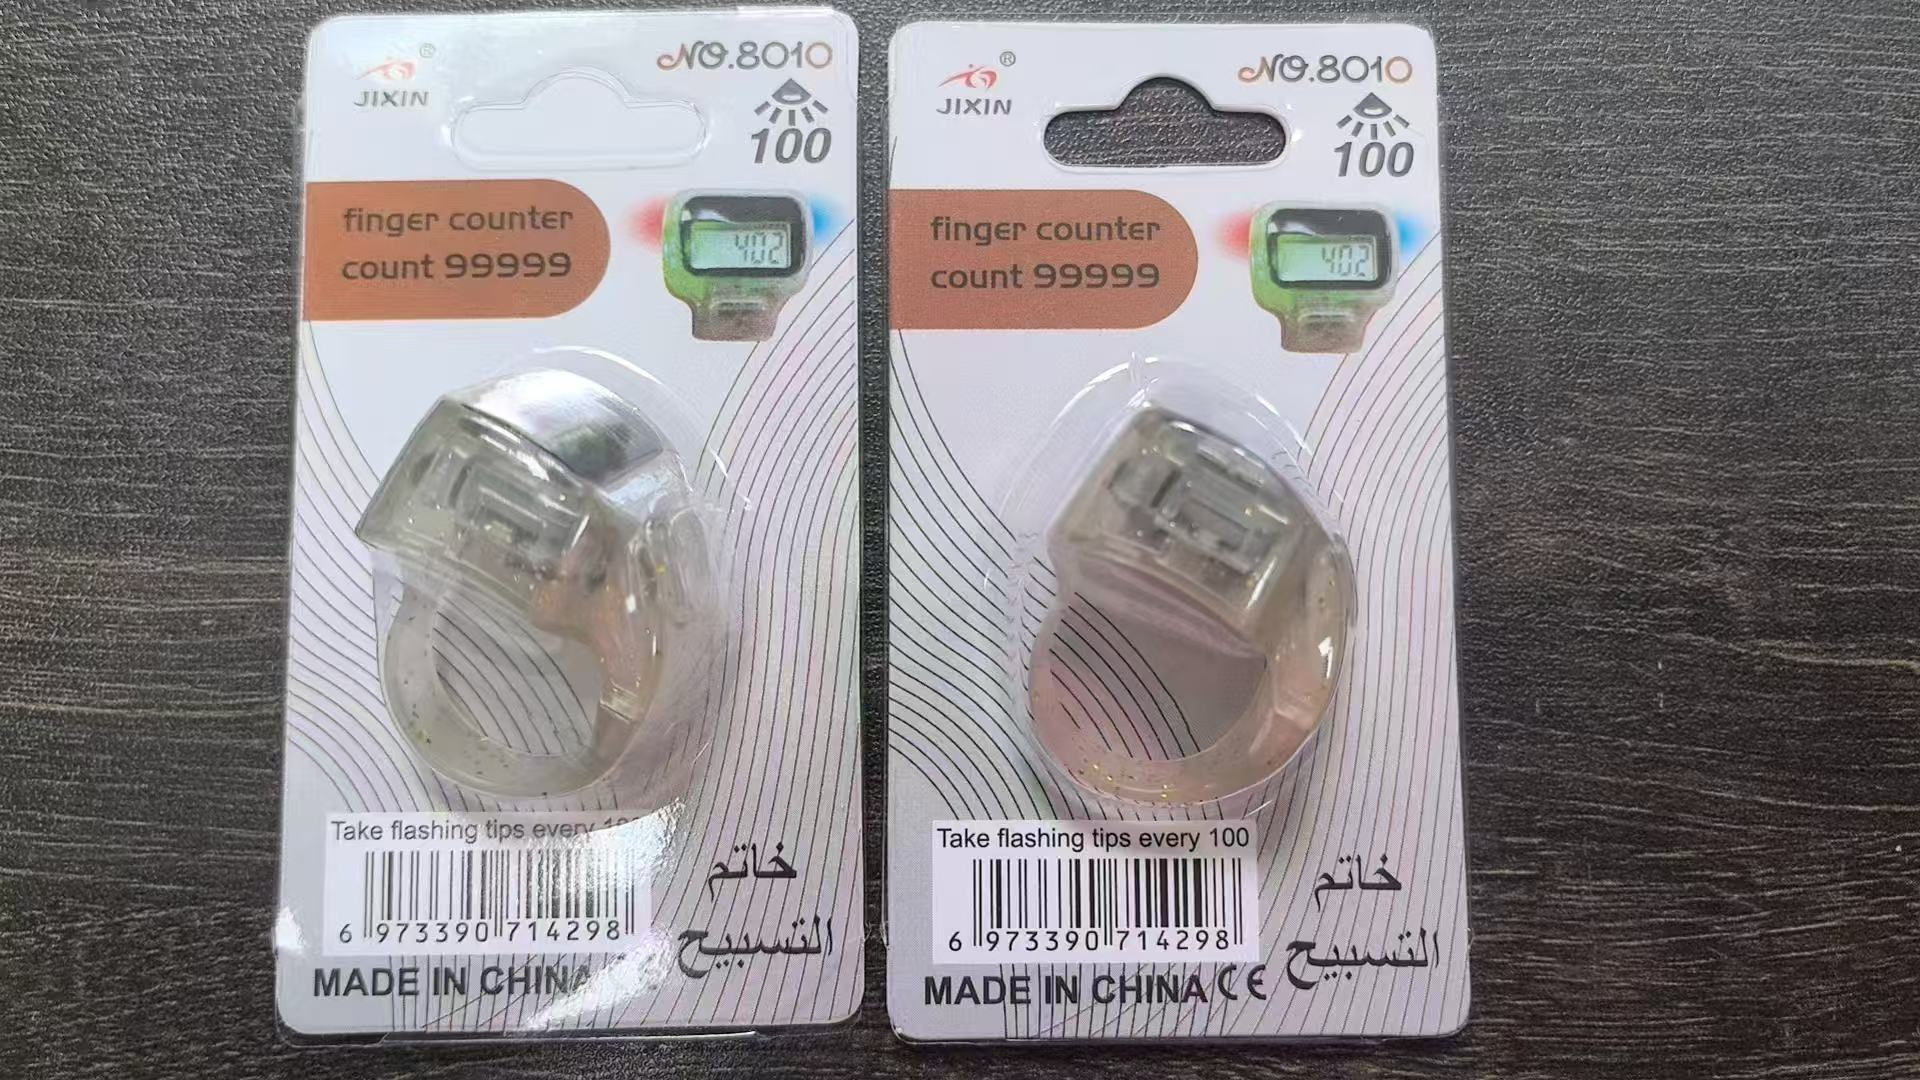 JIXIN ®
NO.8010
100
finger counter
count 99999
402
Take flashing tips every
6 973390 714298
خاتم
التسبيح
MADE IN CHINA
JIXIN ®
NO.8010
100
finger counter
count 99999
402
Take flashing tips every 100
6 973390 714298
خاتم
التسبيح
MADE IN CHINA CE